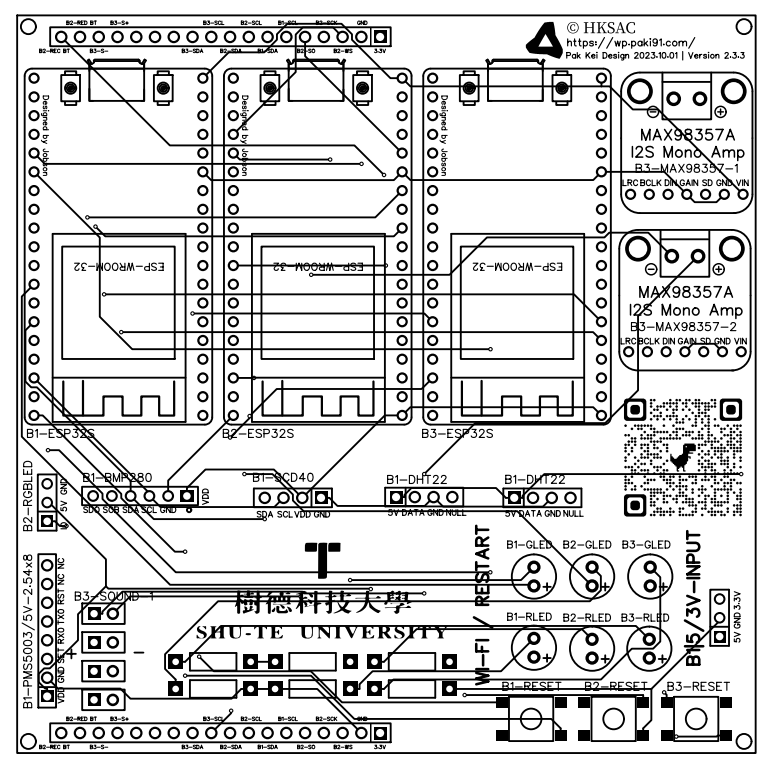 B2-RED BT B3-S+ B3-SCL B2-SCL B1-SCL B2-SCK GND
B2-REC BT B3-S- B3-SDA B2-SDA B1-SDA B2-SO B2-WS 3.3V
© HKSAC
https://wp.paki91.com/
Pak Kei Design 2023.10.01 | Version 2.3.3
Designed by Jobson
Designed by Jobson
MAX98357A
I2S Mono Amp
B3-MAX98357-1
LRC BCLK DIN GAIN SD GND VIN
ESP-WROOM-32
ESP-WROOM-32
ESP-WROOM-32
MAX98357A
I2S Mono Amp
B3-MAX98357-2
LRC BCLK DIN GAIN SD GND VIN
B1-ESP32S
B2-ESP32S
B3-ESP32S
B2-RGBLED
5V GND
B1-BMP280
SDO SCB SDA SCL GND
VDD
B1-SCD40
SDA SCL VDD GND
B1-DHT22
5V DATA GND NULL
B1-DHT22
5V DATA GND NULL
B1-PMS5003/5V-2.54x8
VDD GND SET RX0 TX0 RST NC NC
B3-SOUND-1
+ -
樹德科技大學
SHU-TE UNIVERSITY
WI-FI / RESTART
B1-GLED B2-GLED B3-GLED
B1-RLED B2-RLED B3-RLED
B1 5/3V-INPUT
5V GND 3.3V
B1-RESET B2-RESET B3-RESET
B2-RED BT B3-S+ B3-SCL B2-SCL B1-SCL B2-SCK GND
B2-REC BT B3-S- B3-SDA B2-SDA B1-SDA B2-SO B2-WS 3.3V